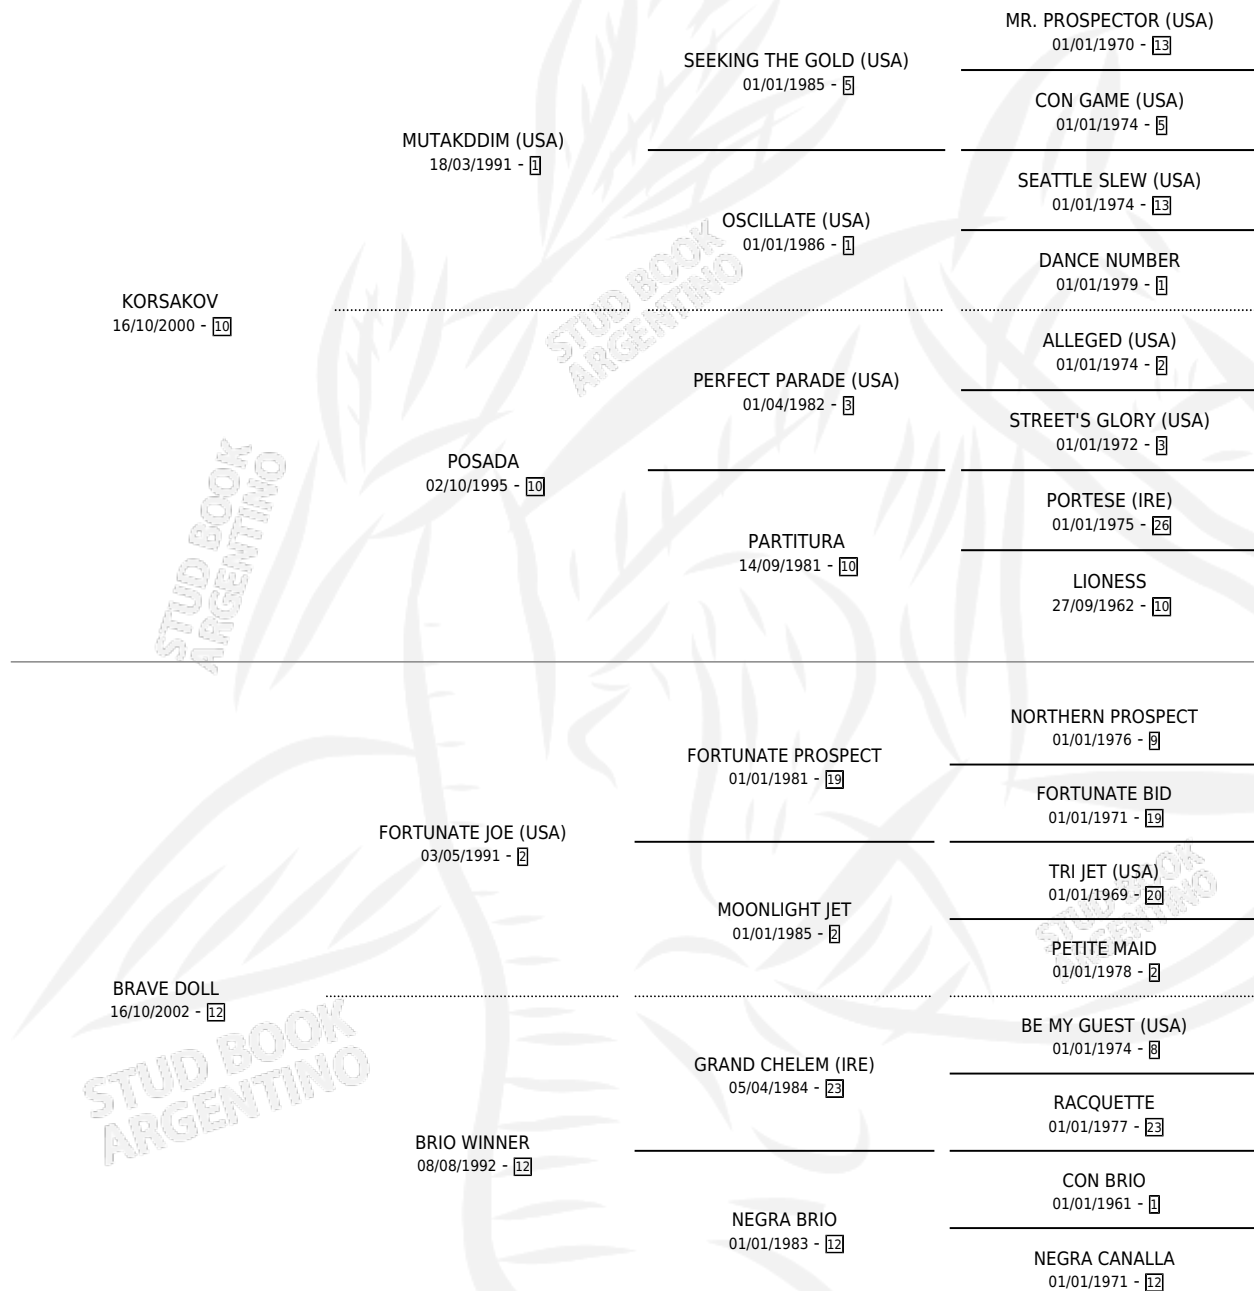 MR. PROSPECTOR (USA)
01/01/1970 - 13
SEEKING THE GOLD (USA)
01/01/1985 - 5
CON GAME (USA)
01/01/1974 - 5
MUTAKDDIM (USA)
18/03/1991 - 1
SEATTLE SLEW (USA)
01/01/1974 - 13
OSCILLATE (USA)
01/01/1986 - 1
DANCE NUMBER
01/01/1979 - 1
KORSAKOV
16/10/2000 - 10
STUD BOOK
ARGENTINO
ALLEGED (USA)
01/01/1974 - 2
PERFECT PARADE (USA)
01/04/1982 - 3
STREET'S GLORY (USA)
01/01/1972 - 3
POSADA
02/10/1995 - 10
PORTESE (IRE)
01/01/1975 - 26
PARTITURA
14/09/1981 - 10
LIONESS
27/09/1962 - 10
STUD BOOK
ARGENTINO
NORTHERN PROSPECT
01/01/1976 - 9
FORTUNATE PROSPECT
01/01/1981 - 19
FORTUNATE BID
01/01/1971 - 19
FORTUNATE JOE (USA)
03/05/1991 - 2
TRI JET (USA)
01/01/1969 - 20
MOONLIGHT JET
01/01/1985 - 2
STUD BOOK
ARGENTINO
PETITE MAID
01/01/1978 - 2
BRAVE DOLL
16/10/2002 - 12
STUD BOOK
ARGENTINO
BE MY GUEST (USA)
01/01/1974 - 8
GRAND CHELEM (IRE)
05/04/1984 - 23
RACQUETTE
01/01/1977 - 23
BRIO WINNER
08/08/1992 - 12
CON BRIO
01/01/1961 - 1
NEGRA BRIO
01/01/1983 - 12
NEGRA CANALLA
01/01/1971 - 12